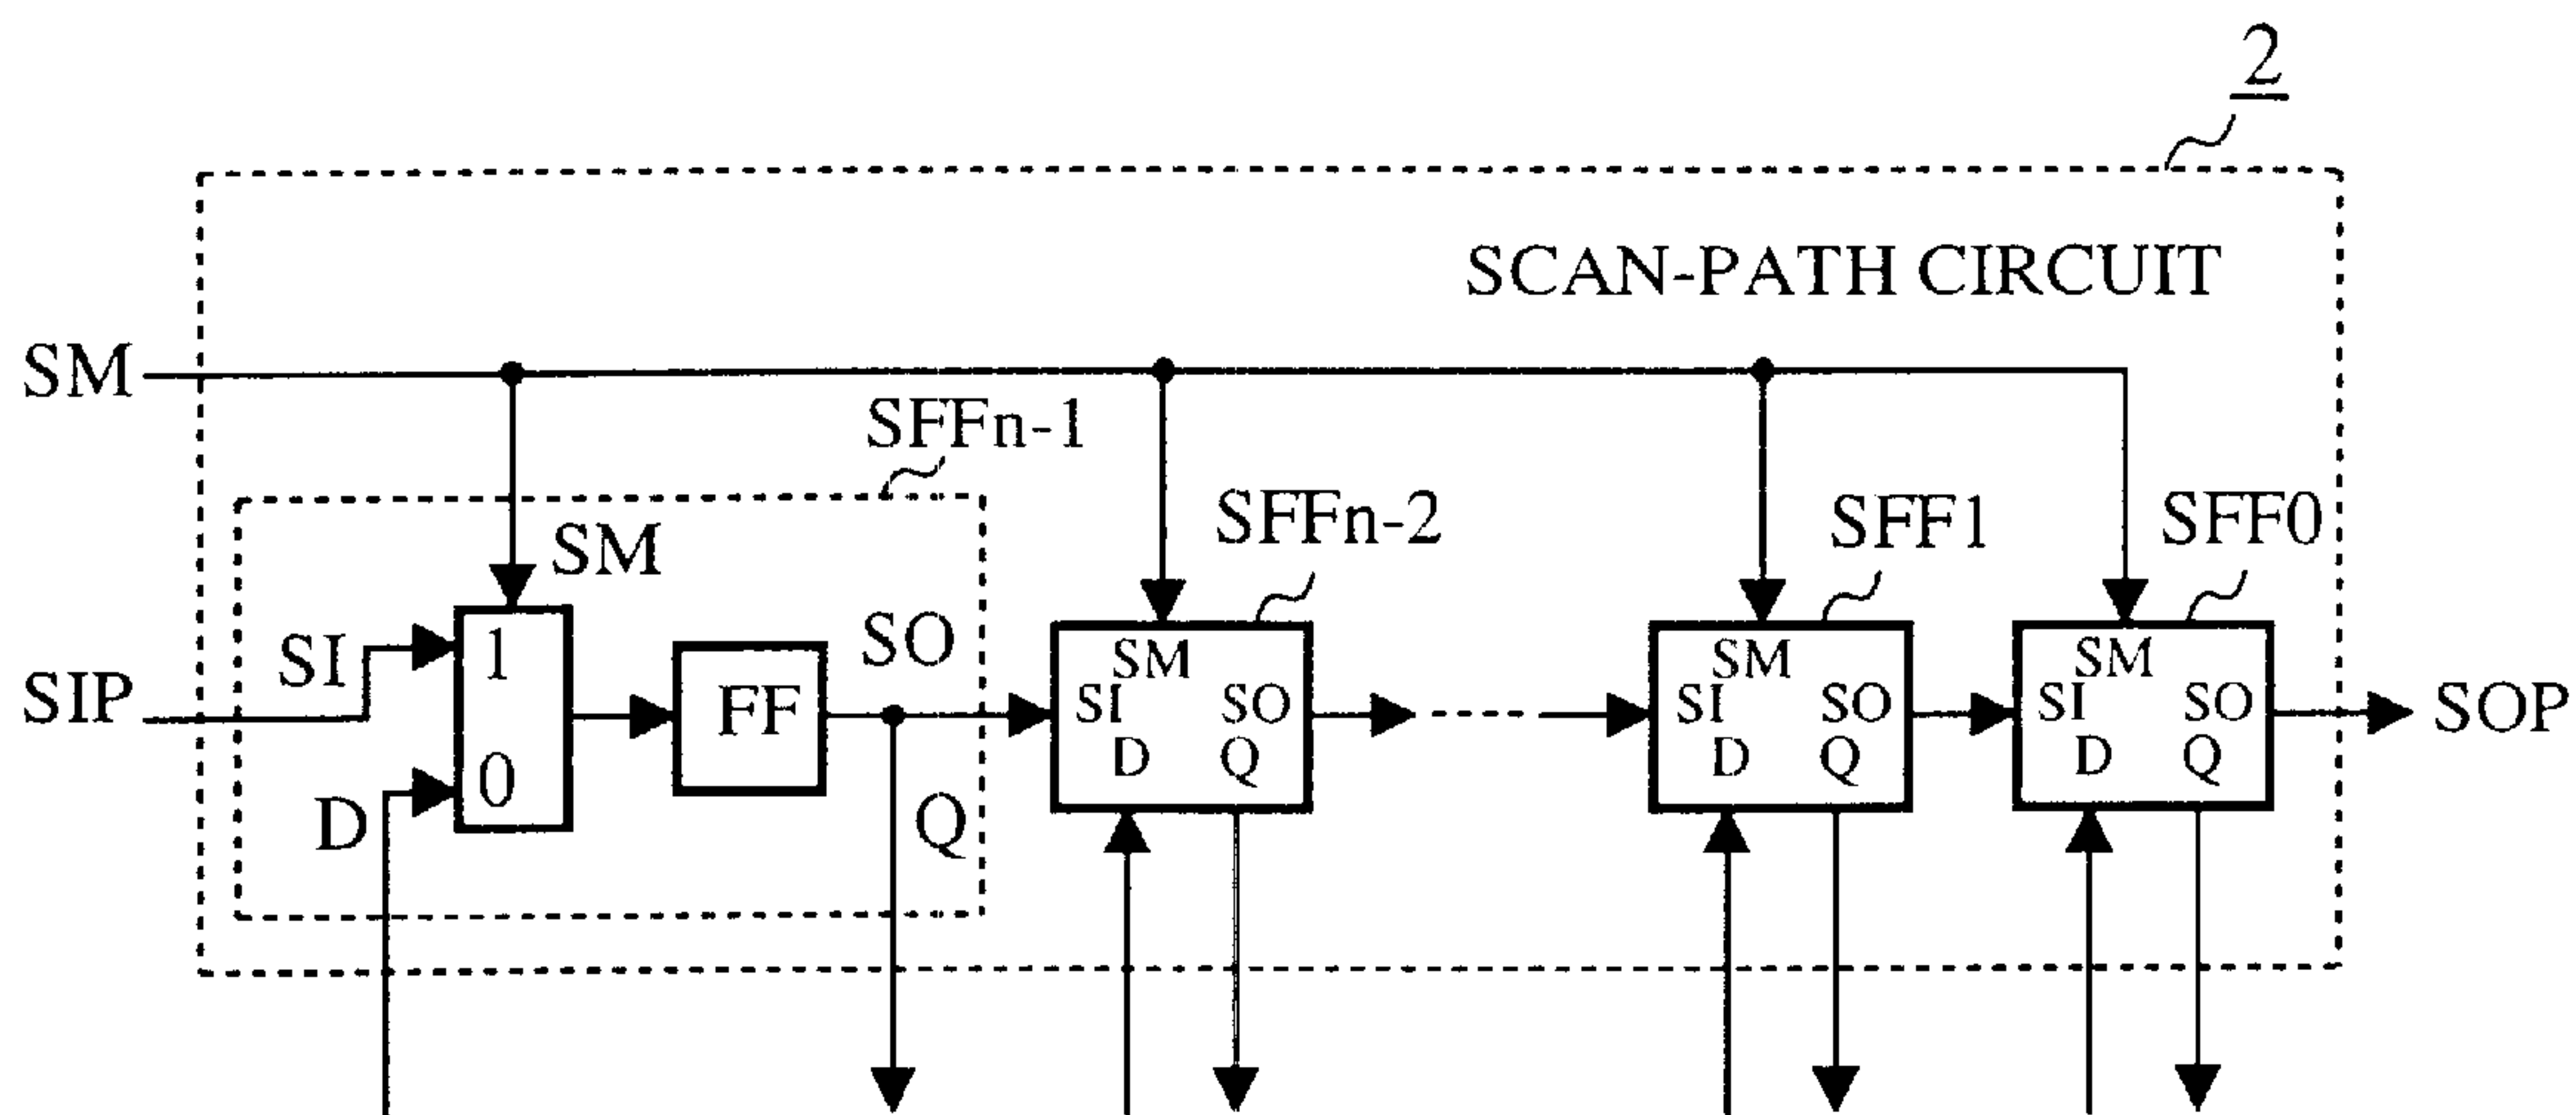 2
SCAN-PATH CIRCUIT
SM
SFFn-1
SFFn-2
SFF1
SFF0
SM
SI
1
SO
SIP
FF
0
D
Q
SM
SI
SO
D
Q
SM
SI
SO
D
Q
SM
SI
SO
D
Q
SOP